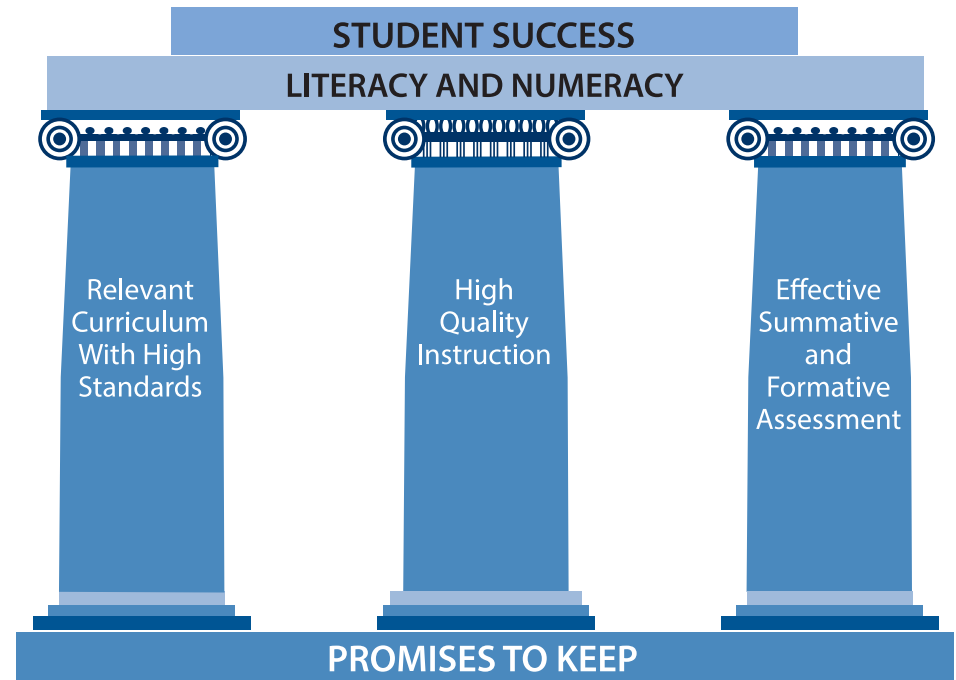 STUDENT SUCCESS
LITERACY AND NUMERACY
Relevant
Curriculum
With High
Standards
High
Quality
Instruction
Effective
Summative
and
Formative
Assessment
PROMISES TO KEEP